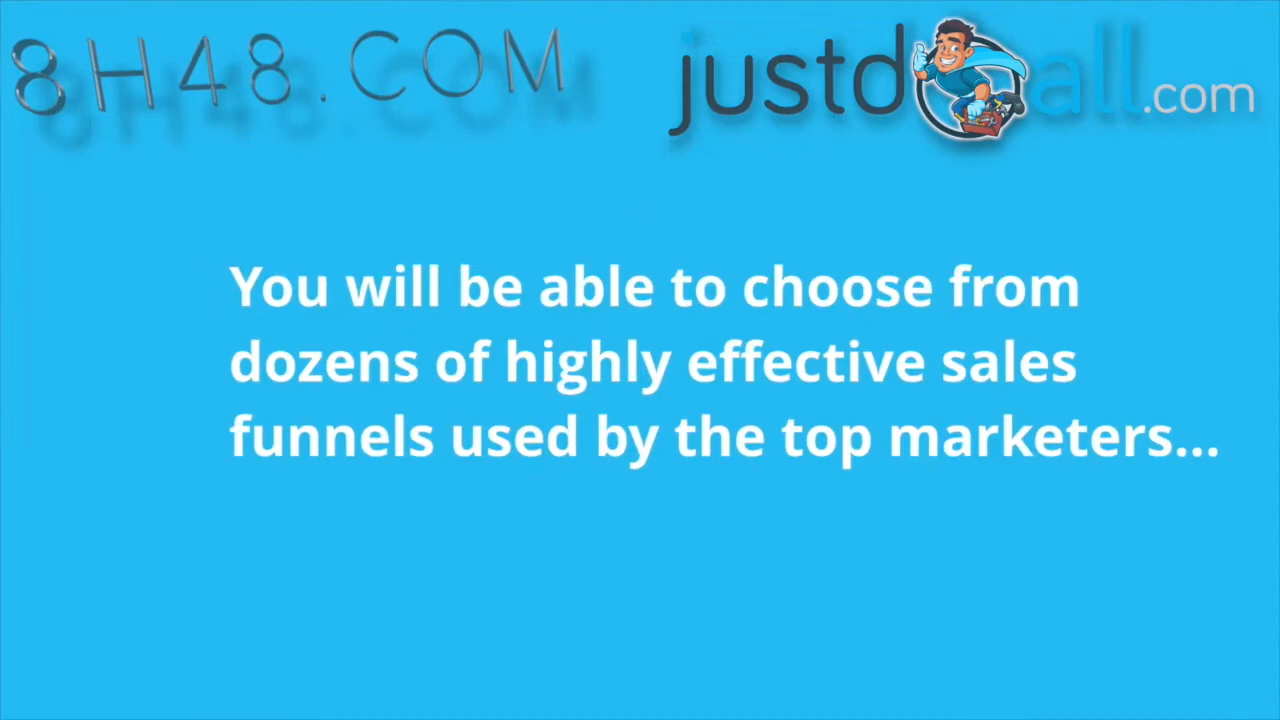 8H48.COM
justdoall.com
You will be able to choose from
dozens of highly effective sales
funnels used by the top marketers...